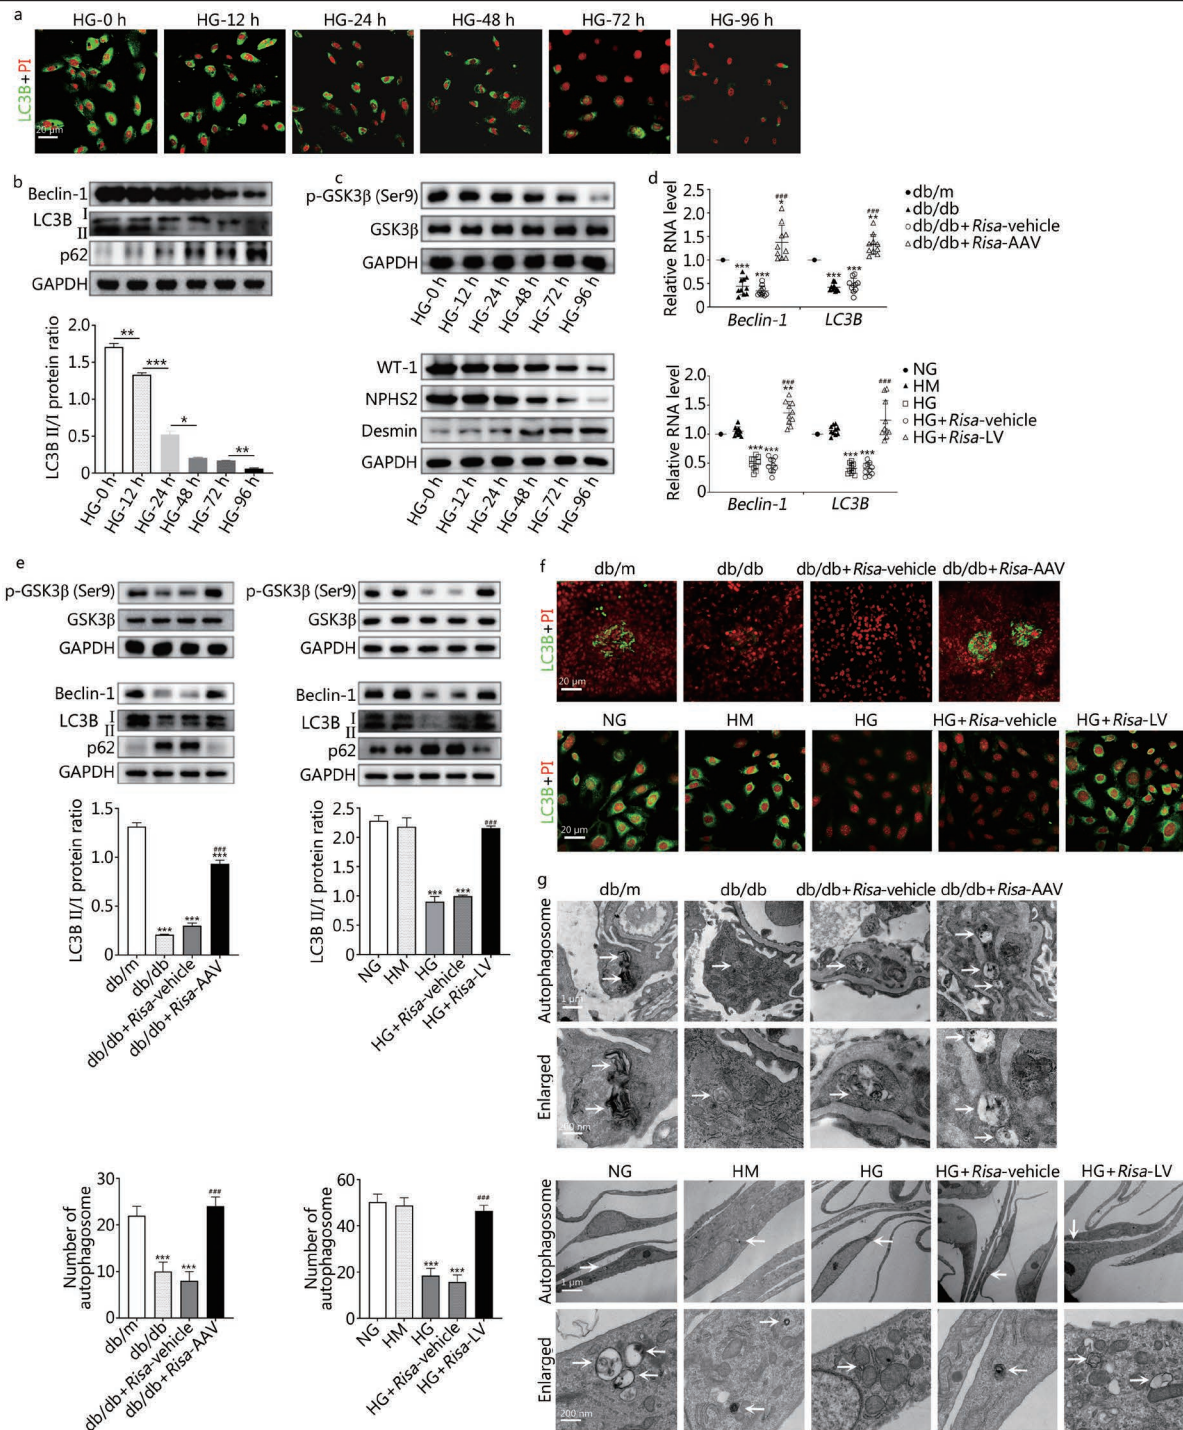 a
HG-0 h HG-12 h HG-24 h HG-48 h HG-72 h HG-96 h
LC3B+PI
20 μm
b
Beclin-1
LC3B I
II
p62
GAPDH
LC3B II/I protein ratio
2.0
1.5
1.0
0.5
0
** *** * **
HG-0 h
HG-12 h
HG-24 h
HG-48 h
HG-72 h
HG-96 h
c
p-GSK3β (Ser9)
GSK3β
GAPDH
HG-0 h
HG-12 h
HG-24 h
HG-48 h
HG-72 h
HG-96 h
WT-1
NPHS2
Desmin
GAPDH
HG-0 h
HG-12 h
HG-24 h
HG-48 h
HG-72 h
HG-96 h
d
Relative RNA level
2.5
2.0
1.5
1.0
0.5
0
*** *** ### * *** *** ### **
Beclin-1 LC3B
db/m
db/db
db/db+Risa-vehicle
db/db+Risa-AAV
Relative RNA level
2.0
1.5
1.0
0.5
0
*** *** ### ** *** *** ###
Beclin-1 LC3B
NG
HM
HG
HG+Risa-vehicle
HG+Risa-LV
e
p-GSK3β (Ser9)
GSK3β
GAPDH
Beclin-1
LC3B I
II
p62
GAPDH
LC3B II/I protein ratio
1.5
1.0
0.5
0
*** *** ### ***
db/m
db/db
db/db+Risa-vehicle
db/db+Risa-AAV
p-GSK3β (Ser9)
GSK3β
GAPDH
Beclin-1
LC3B I
II
p62
GAPDH
LC3B II/I protein ratio
2.5
2.0
1.5
1.0
0.5
0
*** *** ###
NG
HM
HG
HG+Risa-vehicle
HG+Risa-LV
Number of
autophagosome
30
20
10
0
*** *** ###
db/m
db/db
db/db+Risa-vehicle
db/db+Risa-AAV
Number of
autophagosome
60
40
20
0
*** *** ###
NG
HM
HG
HG+Risa-vehicle
HG+Risa-LV
f
db/m db/db db/db+Risa-vehicle db/db+Risa-AAV
LC3B+PI
20 μm
NG HM HG HG+Risa-vehicle HG+Risa-LV
LC3B+PI
20 μm
g
db/m db/db db/db+Risa-vehicle db/db+Risa-AAV
Autophagosome
1 μm
Enlarged
200 nm
NG HM HG HG+Risa-vehicle HG+Risa-LV
Autophagosome
1 μm
Enlarged
200 nm